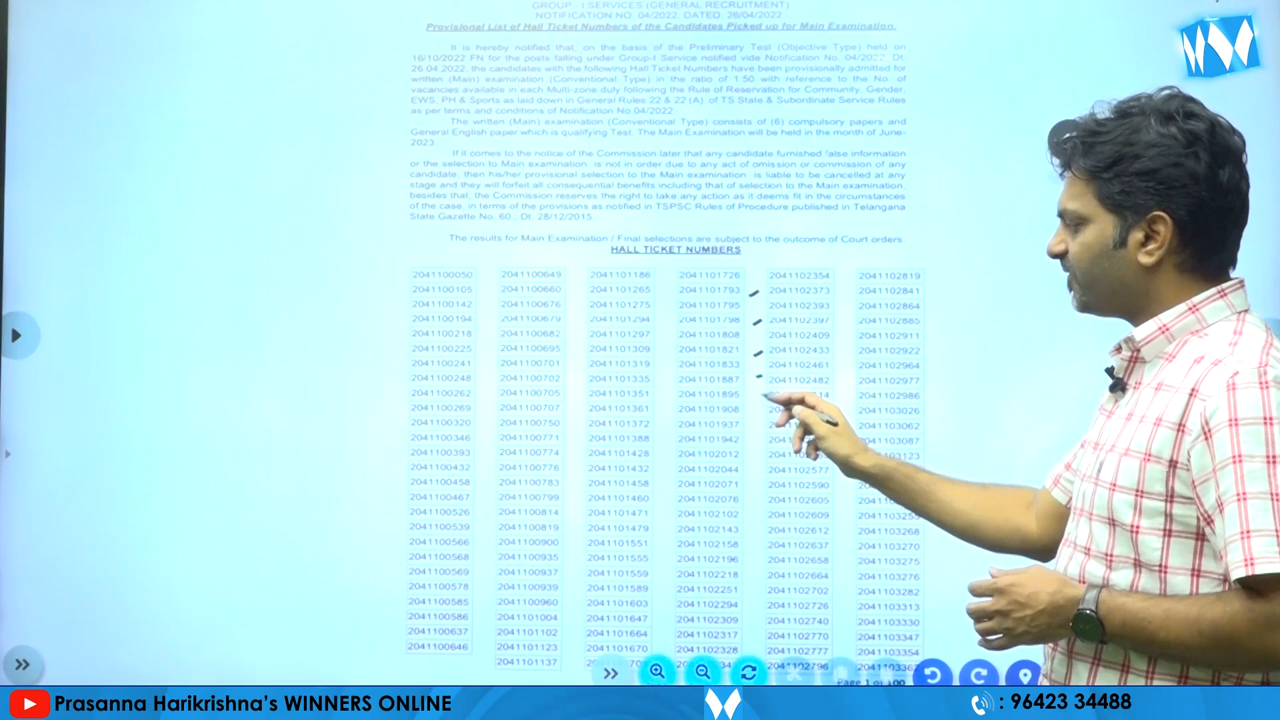 GROUP - I SERVICES (GENERAL RECRUITMENT)
NOTIFICATION NO. 04/2022, DATED: 26/04/2022
Provisional List of Hall Ticket Numbers of the Candidates Picked up for Main Examination.
It is hereby notified that, on the basis of the Preliminary Test (Objective Type) held on
16/10/2022 FN for the posts falling under Group-I Service notified vide Notification No. 04/2022, Dt.
26.04.2022, the candidates with the following Hall Ticket Numbers have been provisionally admitted for
written (Main) examination (Conventional Type) in the ratio of 1:50 with reference to the No. of
vacancies available in each Multi-zone duly following the Rule of Reservation for Community, Gender,
EWS, PH & Sports as laid down in General Rules 22 & 22 (A) of TS State & Subordinate Service Rules
as per terms and conditions of Notification No.04/2022.
The written (Main) examination (Conventional Type) consists of (6) compulsory papers and
General English paper which is qualifying Test. The Main Examination will be held in the month of June-
2023.
If it comes to the notice of the Commission later that any candidate furnished false information
or the selection to Main examination is not in order due to any act of omission or commission of any
candidate, then his/her provisional selection to the Main examination is liable to be cancelled at any
stage and they will forfeit all consequential benefits including that of selection to the Main examination,
besides that, the Commission reserves the right to take any action as it deems fit in the circumstances
of the case, in terms of the provisions as notified in TSPSC Rules of Procedure published in Telangana
State Gazette No. 60., Dt. 28/12/2015.
The results for Main Examination / Final selections are subject to the outcome of Court orders.
HALL TICKET NUMBERS
2041100050 2041100649 2041101186 2041101726 2041102354 2041102819
2041100105 2041100660 2041101265 2041101793 2041102373 2041102841
2041100142 2041100676 2041101275 2041101795 2041102393 2041102864
2041100194 2041100679 2041101294 2041101798 2041102397 2041102885
2041100218 2041100682 2041101297 2041101808 2041102409 2041102911
2041100225 2041100695 2041101309 2041101821 2041102433 2041102922
2041100241 2041100701 2041101319 2041101833 2041102461 2041102964
2041100248 2041100702 2041101335 2041101887 2041102482 2041102977
2041100262 2041100705 2041101351 2041101895 2041102986
2041100269 2041100707 2041101361 2041101908 2041103026
2041100320 2041100750 2041101372 2041101937 2041103062
2041100346 2041100771 2041101388 2041101942 2041103087
2041100393 2041100774 2041101428 2041102012
2041100432 2041100776 2041101432 2041102044 2041102577
2041100458 2041100783 2041101458 2041102071 2041102590
2041100467 2041100799 2041101460 2041102076 2041102605
2041100526 2041100814 2041101471 2041102102 2041102609 2041103255
2041100539 2041100819 2041101479 2041102143 2041102612 2041103268
2041100566 2041100900 2041101551 2041102158 2041102637 2041103270
2041100568 2041100935 2041101555 2041102196 2041102658 2041103275
2041100569 2041100937 2041101559 2041102218 2041102664 2041103276
2041100578 2041100939 2041101589 2041102251 2041102702 2041103282
2041100585 2041100960 2041101603 2041102294 2041102726 2041103313
2041100586 2041101004 2041101647 2041102309 2041102740 2041103330
2041100637 2041101102 2041101664 2041102317 2041102770 2041103347
2041100646 2041101123 2041101670 2041102328 2041102777 2041103354
2041101137 2041102796 2041103363
Page 1 of 100
Prasanna Harikrishna's WINNERS ONLINE
: 96423 34488